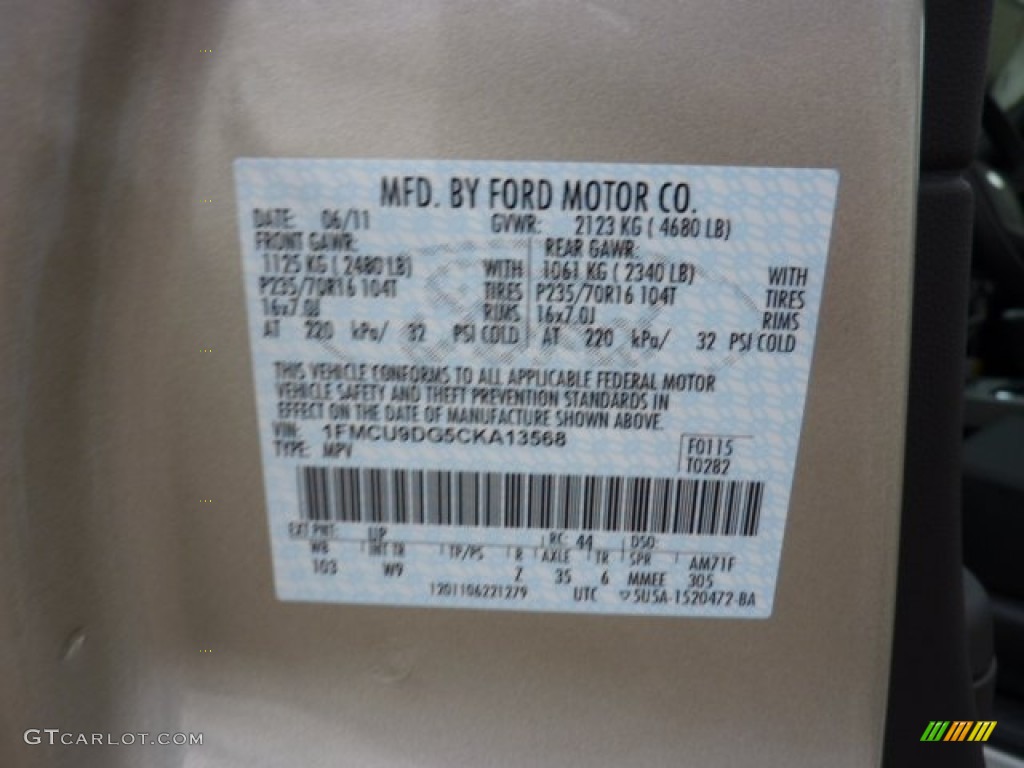 MFD. BY FORD MOTOR CO.
DATE: 06/11 GVWR: 2123 KG ( 4680 LB)
FRONT GAWR: REAR GAWR:
1125 KG ( 2480 LB) WITH 1061 KG ( 2340 LB) WITH
P235/70R16 104T TIRES P235/70R16 104T TIRES
16x7.0J RIMS 16x7.0J RIMS
AT 220 kPa/ 32 PSI COLD AT 220 kPa/ 32 PSI COLD
THIS VEHICLE CONFORMS TO ALL APPLICABLE FEDERAL MOTOR
VEHICLE SAFETY AND THEFT PREVENTION STANDARDS IN
EFFECT ON THE DATE OF MANUFACTURE SHOWN ABOVE.
VIN: 1FMCU9DG5CKA13568
TYPE: MPV
F0115
T0282
EXT PNT: UP RC: 44 DSO:
WB INT TR TP/PS R AXLE TR SPR AM71F
103 W9 Z 35 6 MMEE 305
1201106221279 UTC ▽5U5A-1520472-BA
GTCARLOT.COM